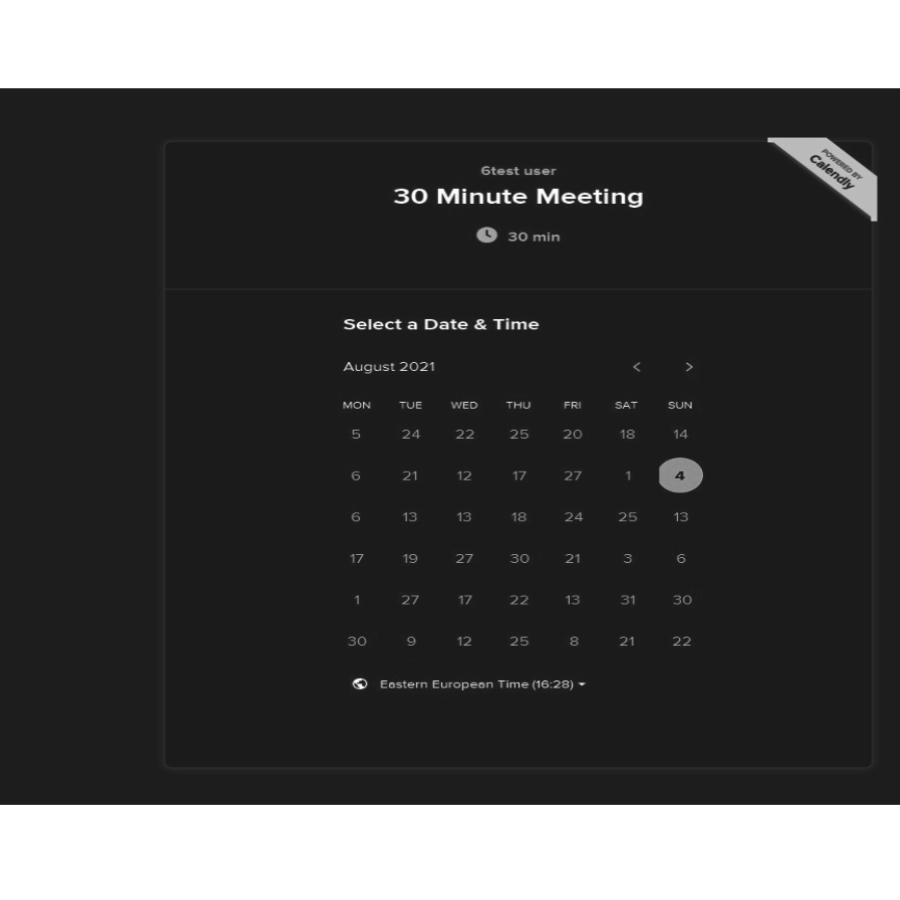 POWERED BY
Calendly
6test user
30 Minute Meeting
30 min
Select a Date & Time
August 2021 < >
MON TUE WED THU FRI SAT SUN
5 24 22 25 20 18 14
6 21 12 17 27 1 4
6 13 13 18 24 25 13
17 19 27 30 21 3 6
1 27 17 22 13 31 30
30 9 12 25 8 21 22
Eastern European Time (16:28)